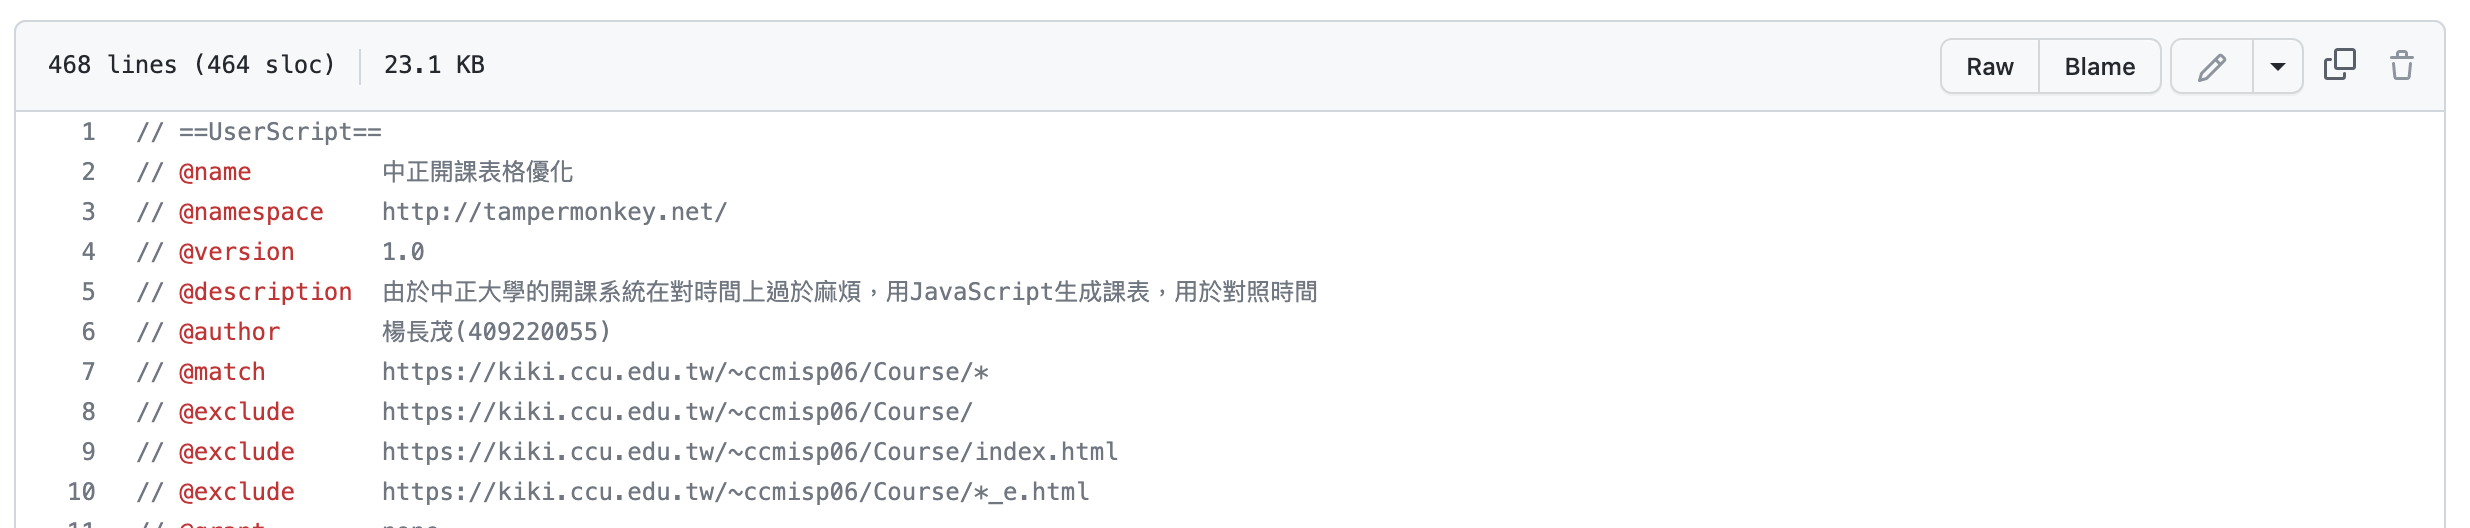 468 lines (464 sloc) 23.1 KB Raw Blame
1 // ==UserScript==
2 // @name 中正開課表格優化
3 // @namespace http://tampermonkey.net/
4 // @version 1.0
5 // @description 由於中正大學的開課系統在對時間上過於麻煩，用JavaScript生成課表，用於對照時間
6 // @author 楊長茂(409220055)
7 // @match https://kiki.ccu.edu.tw/~ccmisp06/Course/*
8 // @exclude https://kiki.ccu.edu.tw/~ccmisp06/Course/
9 // @exclude https://kiki.ccu.edu.tw/~ccmisp06/Course/index.html
10 // @exclude https://kiki.ccu.edu.tw/~ccmisp06/Course/*_e.html